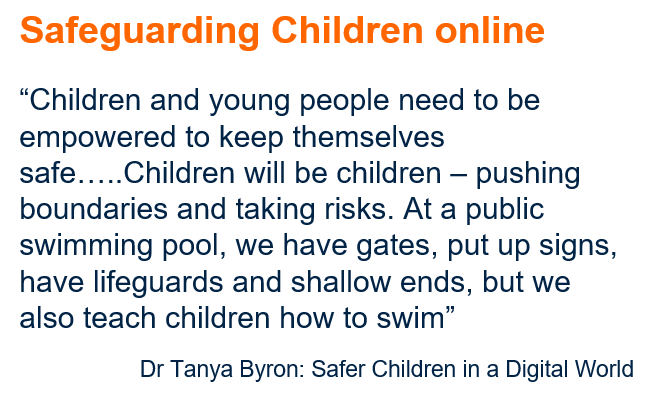 Safeguarding Children online
“Children and young people need to be
empowered to keep themselves
safe…..Children will be children – pushing
boundaries and taking risks. At a public
swimming pool, we have gates, put up signs,
have lifeguards and shallow ends, but we
also teach children how to swim”
Dr Tanya Byron: Safer Children in a Digital World